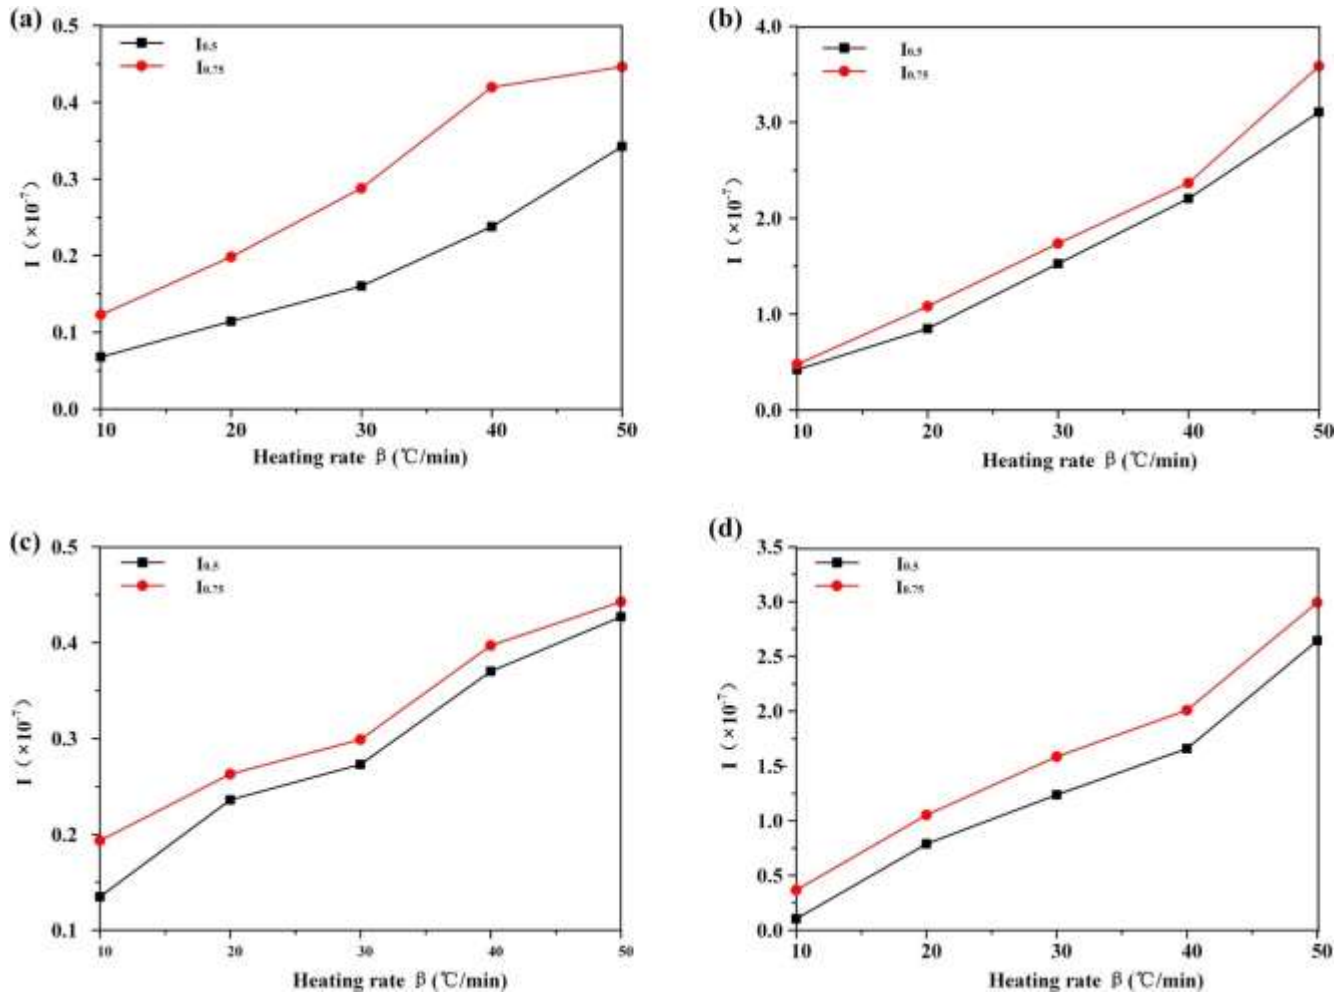 (a)
0.5
0.4
0.3
0.2
0.1
0.0
I0.5
I0.75
I (×10-7)
10 20 30 40 50
Heating rate β (℃/min)
(b)
4.0
3.0
2.0
1.0
0.0
I0.5
I0.75
I (×10-7)
10 20 30 40 50
Heating rate β (℃/min)
(c)
0.5
0.4
0.3
0.2
0.1
I0.5
I0.75
I (×10-7)
10 20 30 40 50
Heating rate β (℃/min)
(d)
3.5
3.0
2.5
2.0
1.5
1.0
0.5
0.0
I0.5
I0.75
I (×10-7)
10 20 30 40 50
Heating rate β (℃/min)